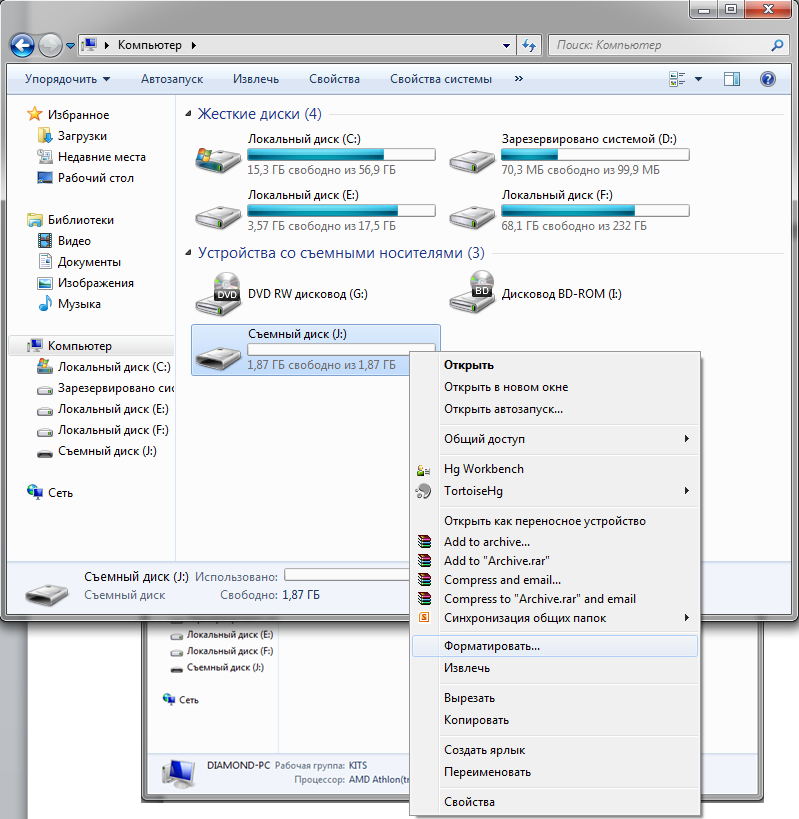 Компьютер
Поиск: Компьютер
Упорядочить
Автозапуск
Извлечь
Свойства
Свойства системы
»
Избранное
Загрузки
Недавние места
Рабочий стол
Библиотеки
Видео
Документы
Изображения
Музыка
Компьютер
Локальный диск (C:)
Зарезервировано сис
Локальный диск (E:)
Локальный диск (F:)
Съемный диск (J:)
Сеть
Жесткие диски (4)
Локальный диск (C:)
15,3 ГБ свободно из 56,9 ГБ
Зарезервировано системой (D:)
70,3 МБ свободно из 99,9 МБ
Локальный диск (E:)
3,57 ГБ свободно из 17,5 ГБ
Локальный диск (F:)
68,1 ГБ свободно из 232 ГБ
Устройства со съемными носителями (3)
DVD
DVD RW дисковод (G:)
BD
Дисковод BD-ROM (I:)
Съемный диск (J:)
1,87 ГБ свободно из 1,87 ГБ
Открыть
Открыть в новом окне
Открыть автозапуск...
Общий доступ
Hg Workbench
TortoiseHg
Открыть как переносное устройство
Add to archive...
Add to "Archive.rar"
Compress and email...
Compress to "Archive.rar" and email
Синхронизация общих папок
Форматировать...
Извлечь
Вырезать
Копировать
Создать ярлык
Переименовать
Свойства
Съемный диск (J:) Использовано:
Съемный диск Свободно: 1,87 ГБ
Локальный диск (E:)
Локальный диск (F:)
Съемный диск (J:)
Сеть
DIAMOND-PC Рабочая группа: KITS
Процессор: AMD Athlon(tr